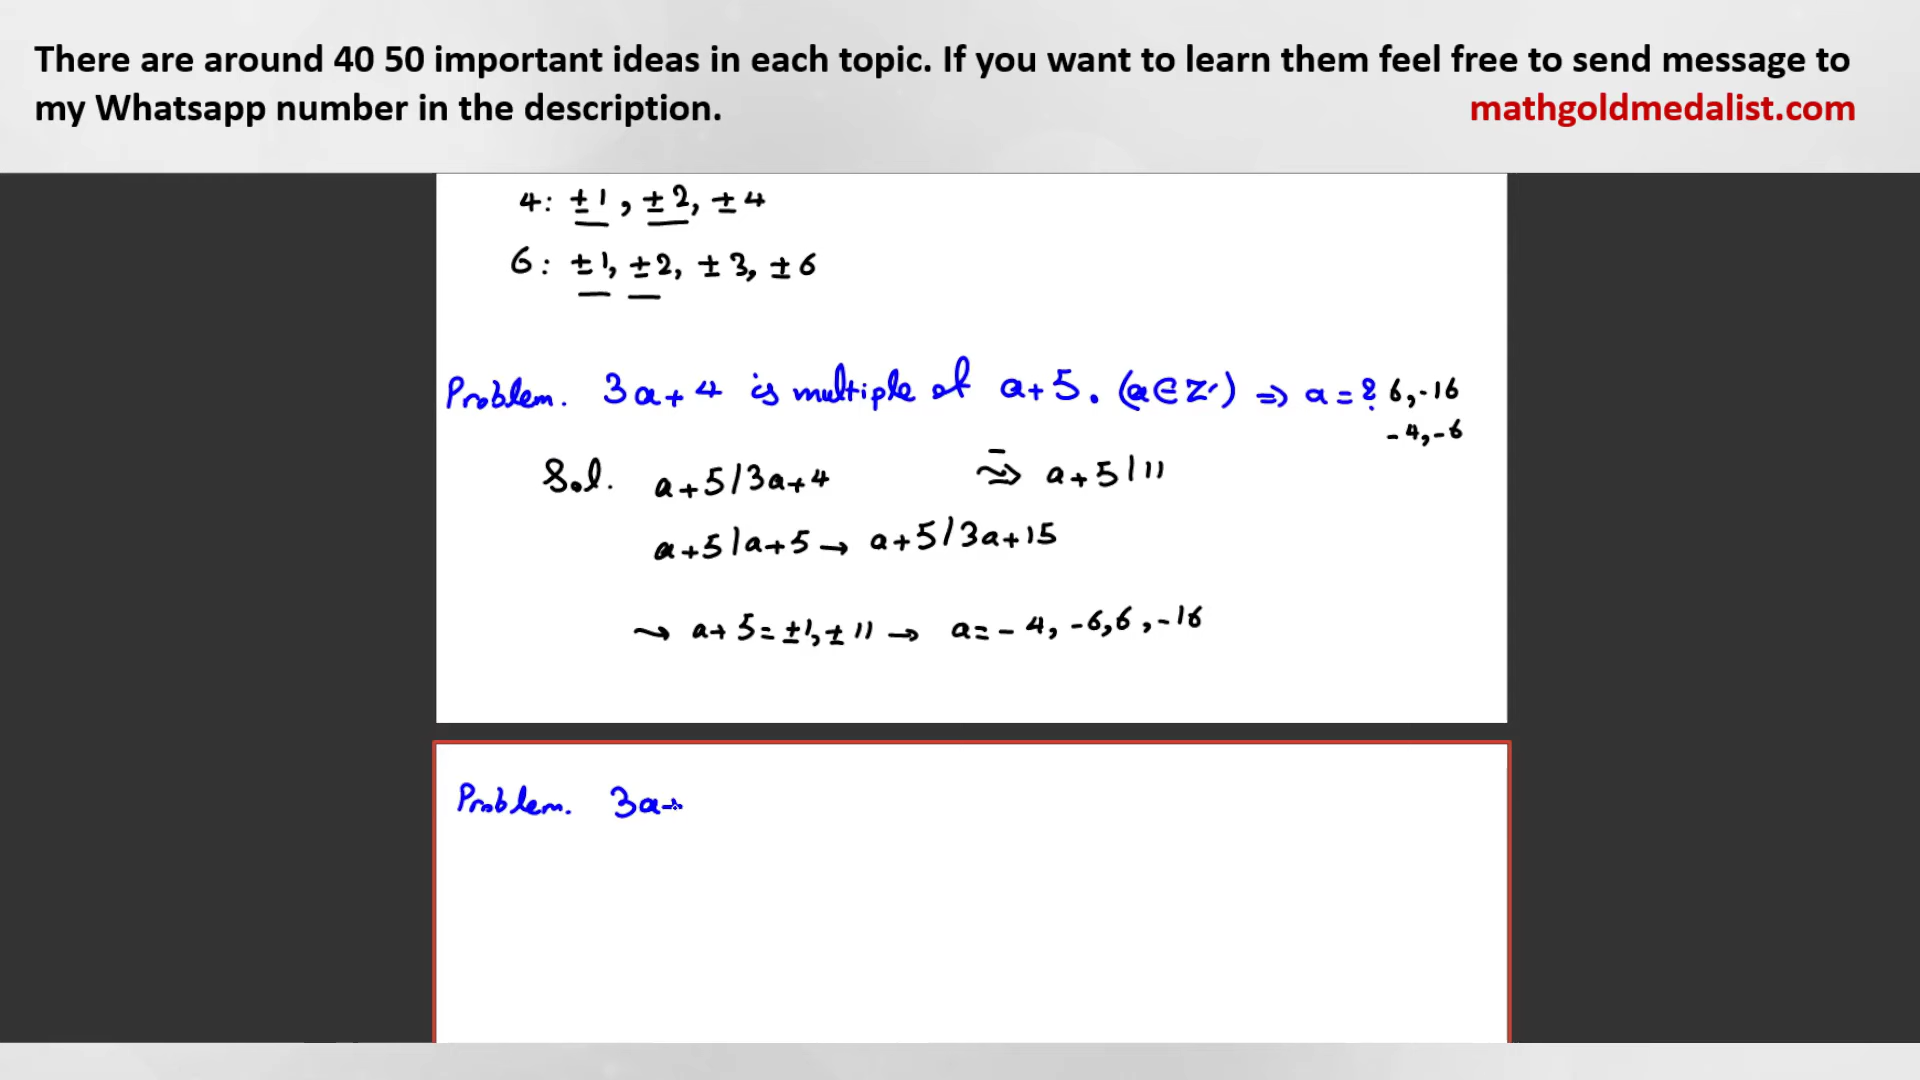 There are around 40 50 important ideas in each topic. If you want to learn them feel free to send message to
my Whatsapp number in the description. mathgoldmedalist.com
4: ±1, ±2, ±4
6: ±1, ±2, ±3, ±6
Problem. 3a+4 is multiple of a+5. (a∈Z) ⇒ a=? 6, -16
-4, -6
Sol. a+5|3a+4 ⇒ a+5|11
a+5|a+5 → a+5|3a+15
→ a+5=±1, ±11 → a=-4, -6, 6, -16
Problem. 3a+